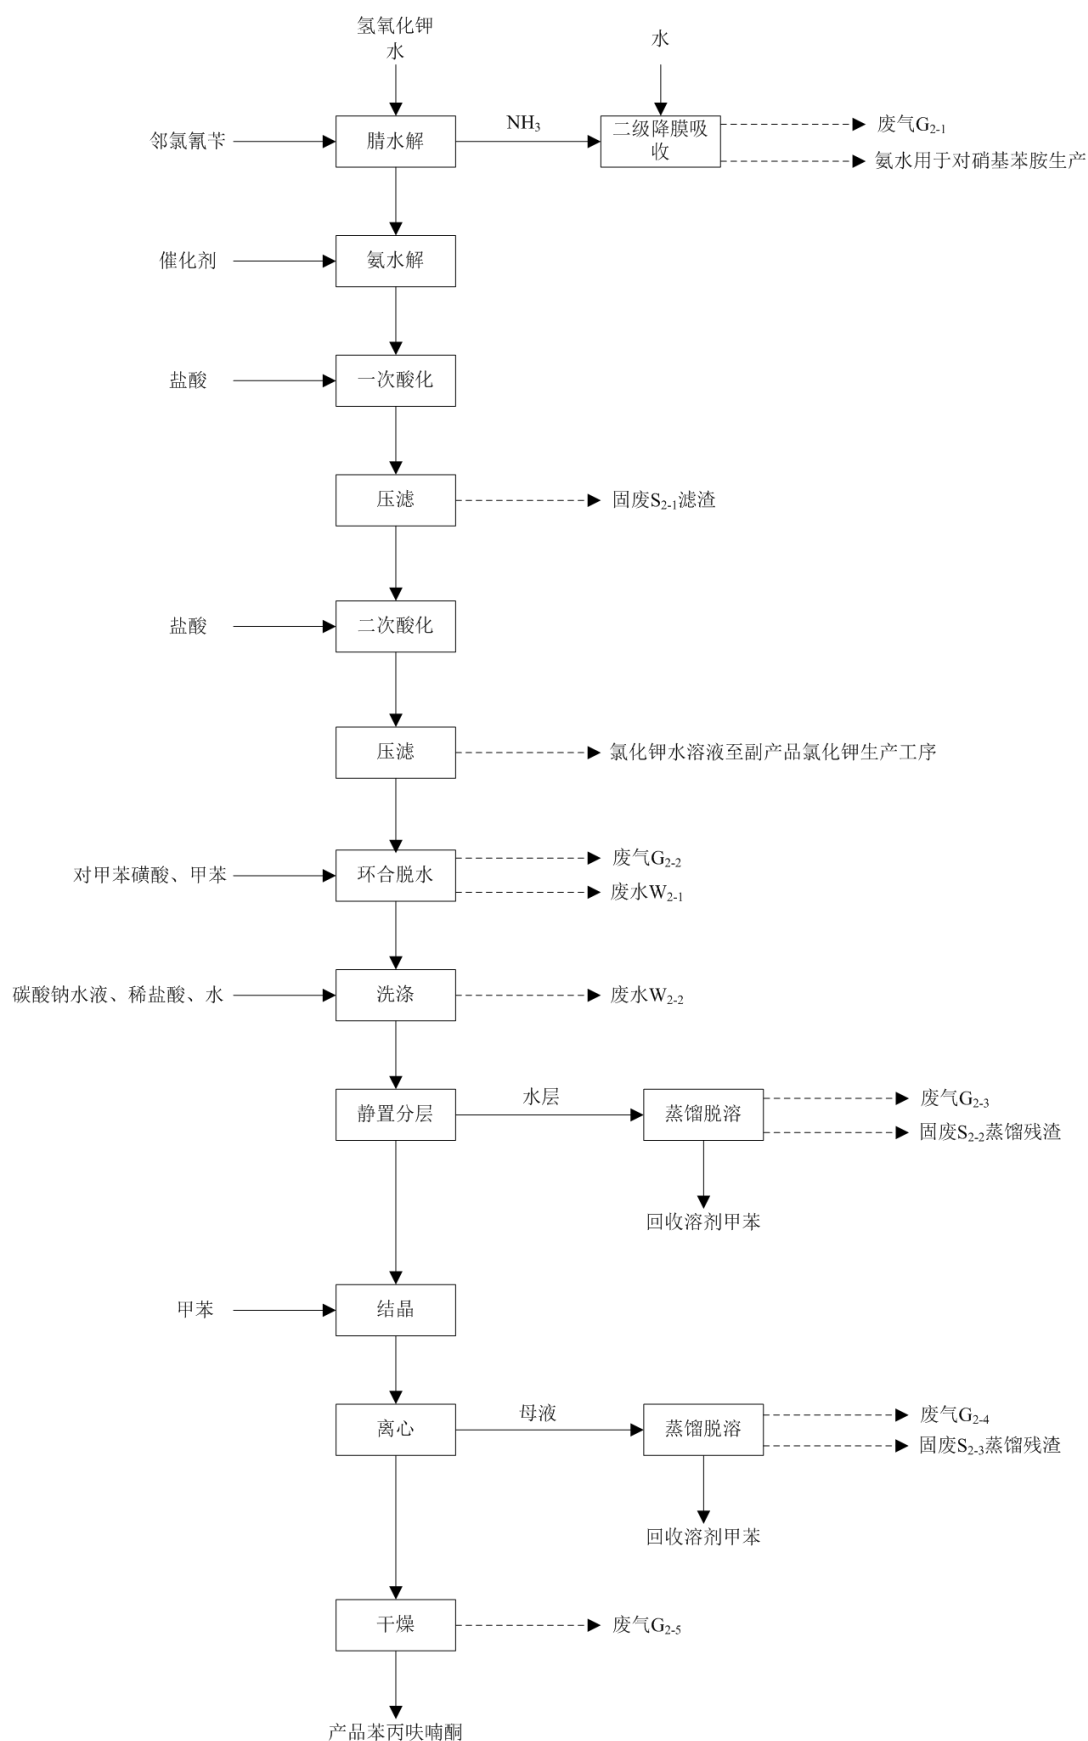 氢氧化钾
水
水
邻氯氰苄
腈水解
NH₃
二级降膜吸
收
废气G₂₋₁
氨水用于对硝基苯胺生产
催化剂
氨水解
盐酸
一次酸化
压滤
固废S₂₋₁滤渣
盐酸
二次酸化
压滤
氯化钾水溶液至副产品氯化钾生产工序
对甲苯磺酸、甲苯
环合脱水
废气G₂₋₂
废水W₂₋₁
碳酸钠水液、稀盐酸、水
洗涤
废水W₂₋₂
静置分层
水层
蒸馏脱溶
废气G₂₋₃
固废S₂₋₂蒸馏残渣
回收溶剂甲苯
甲苯
结晶
离心
母液
蒸馏脱溶
废气G₂₋₄
固废S₂₋₃蒸馏残渣
回收溶剂甲苯
干燥
废气G₂₋₅
产品苯丙呋喃酮